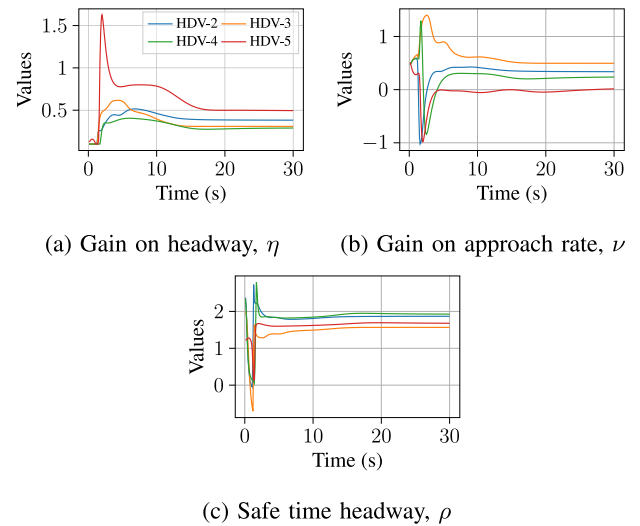 HDV-2 HDV-3
HDV-4 HDV-5
Values
1.5
1
0.5
0 10 20 30
Time (s)
(a) Gain on headway, η
Values
1
0
−1
0 10 20 30
Time (s)
(b) Gain on approach rate, ν
Values
2
1
0
0 10 20 30
Time (s)
(c) Safe time headway, ρ